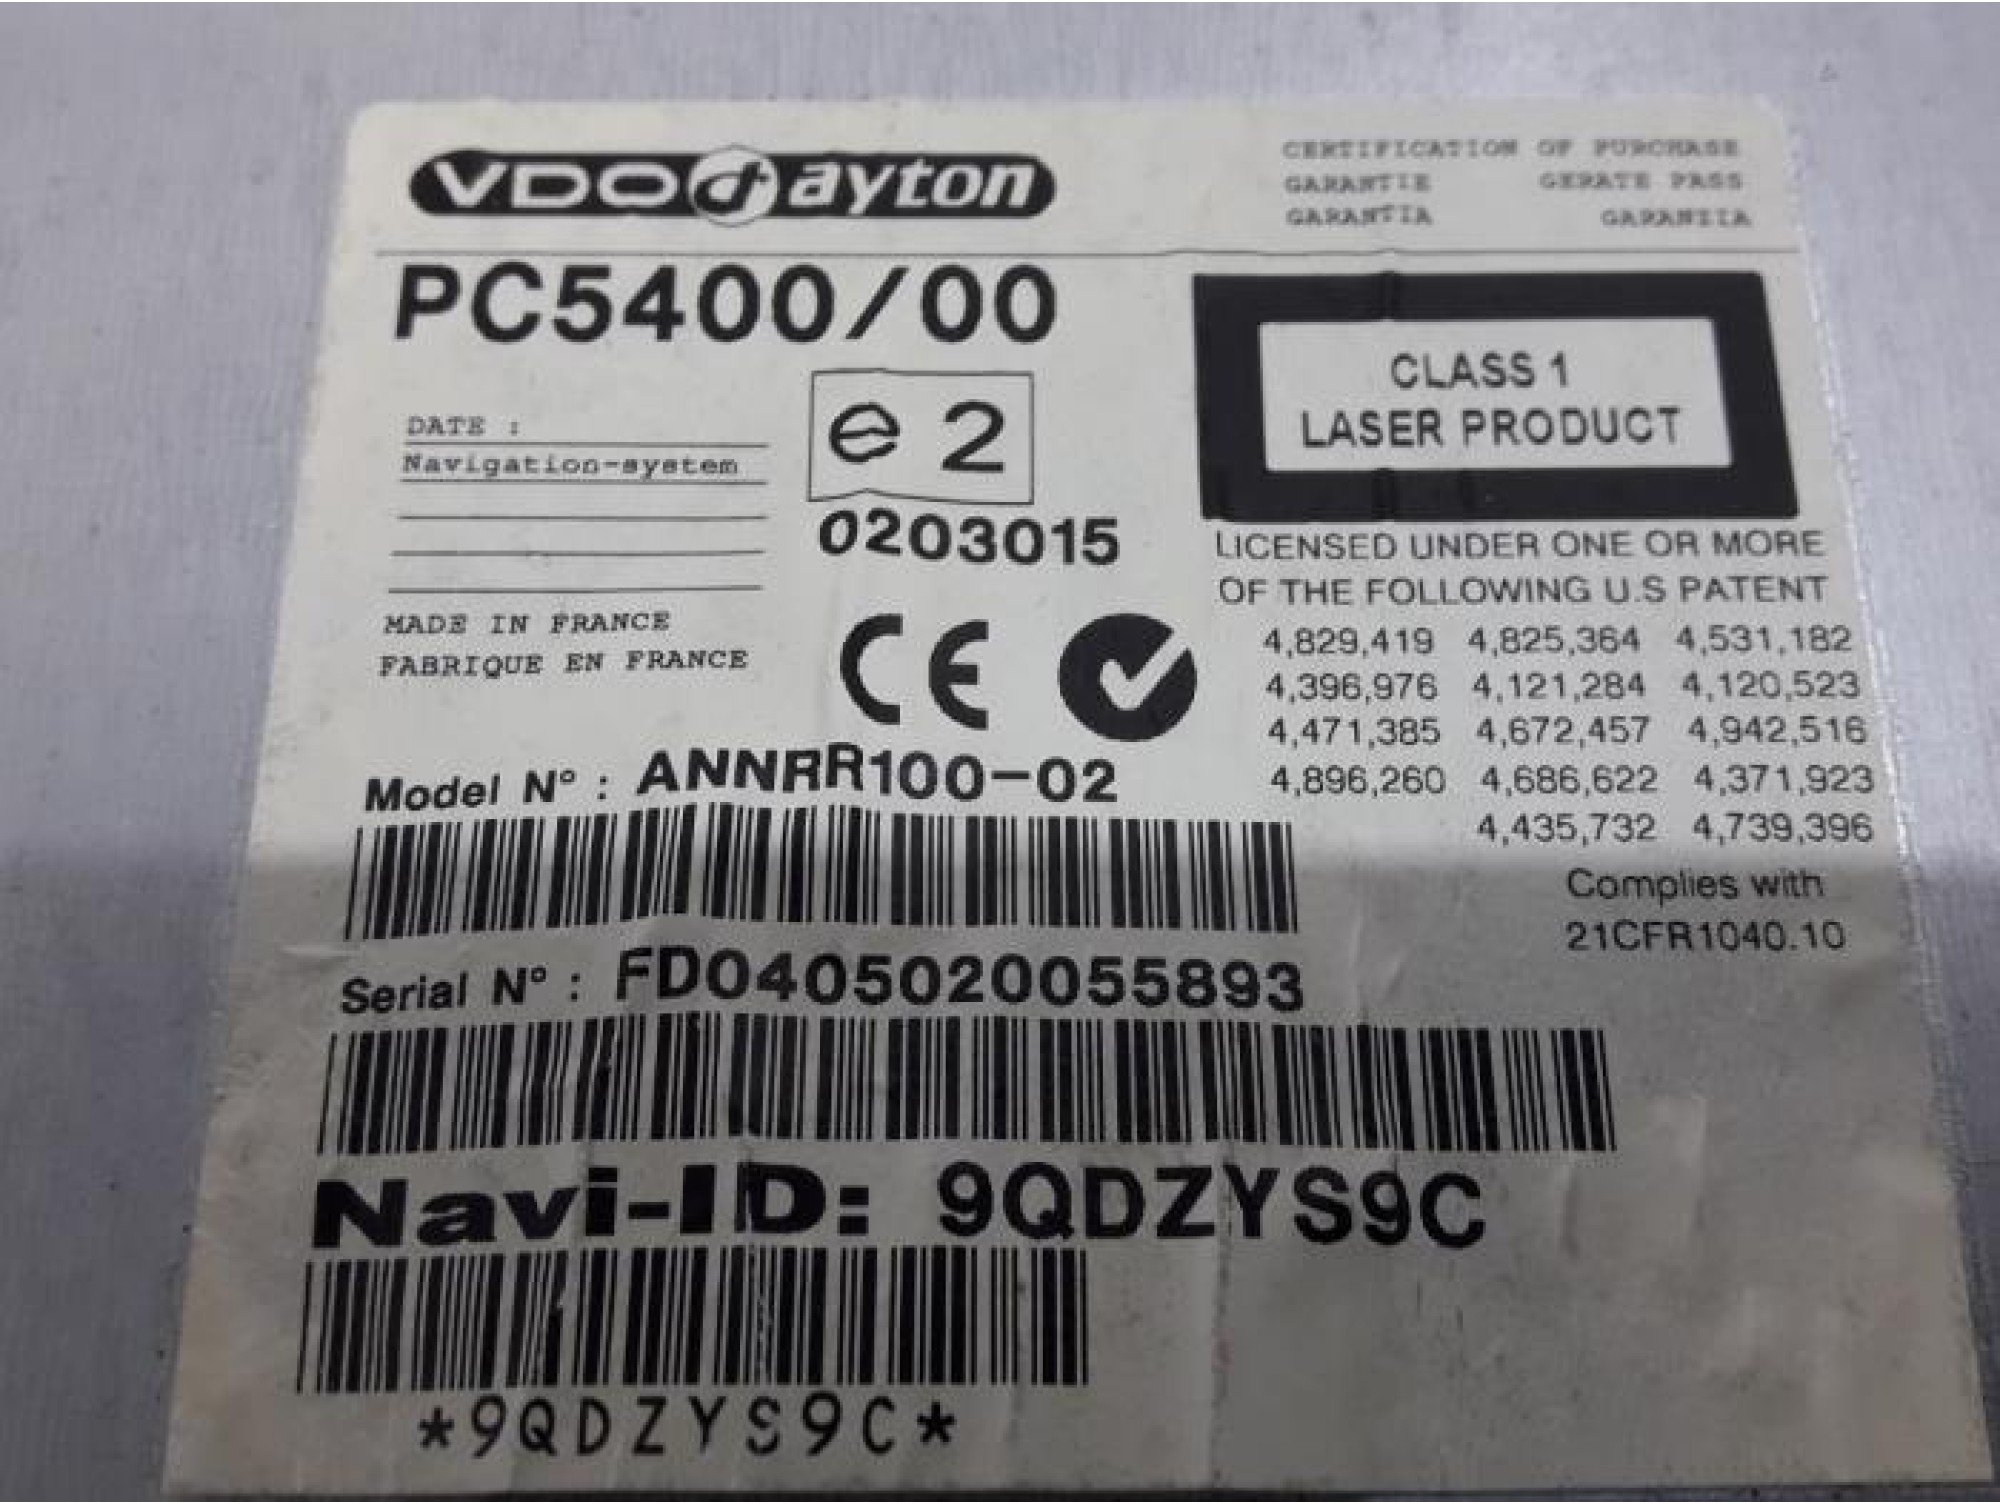 VDO dayton
CERTIFICATION OF PURCHASE
GARANTIE GERATE PASS
GARANTIA GARANZIA
PC5400/00
CLASS 1
LASER PRODUCT
DATE :
Navigation-system
e2
0203015
LICENSED UNDER ONE OR MORE
OF THE FOLLOWING U.S PATENT
4,829,419 4,825,364 4,531,182
4,396,976 4,121,284 4,120,523
4,471,385 4,672,457 4,942,516
4,896,260 4,686,622 4,371,923
4,435,732 4,739,396
Complies with
21CFR1040.10
MADE IN FRANCE
FABRIQUE EN FRANCE
CE
Model N° : ANNRR100-02
Serial N° : FD0405020055893
Navi-ID: 9QDZYS9C
*9QDZYS9C*